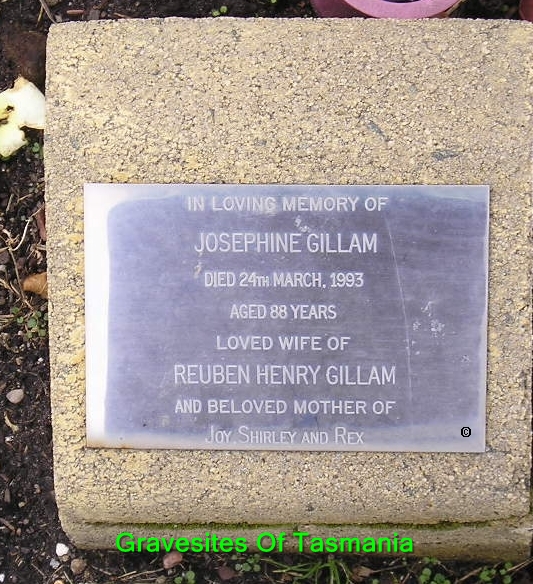 IN LOVING MEMORY OF
JOSEPHINE GILLAM
DIED 24TH MARCH, 1993
AGED 88 YEARS
LOVED WIFE OF
REUBEN HENRY GILLAM
AND BELOVED MOTHER OF
JOY SHIRLEY AND REX
©
Gravesites Of Tasmania